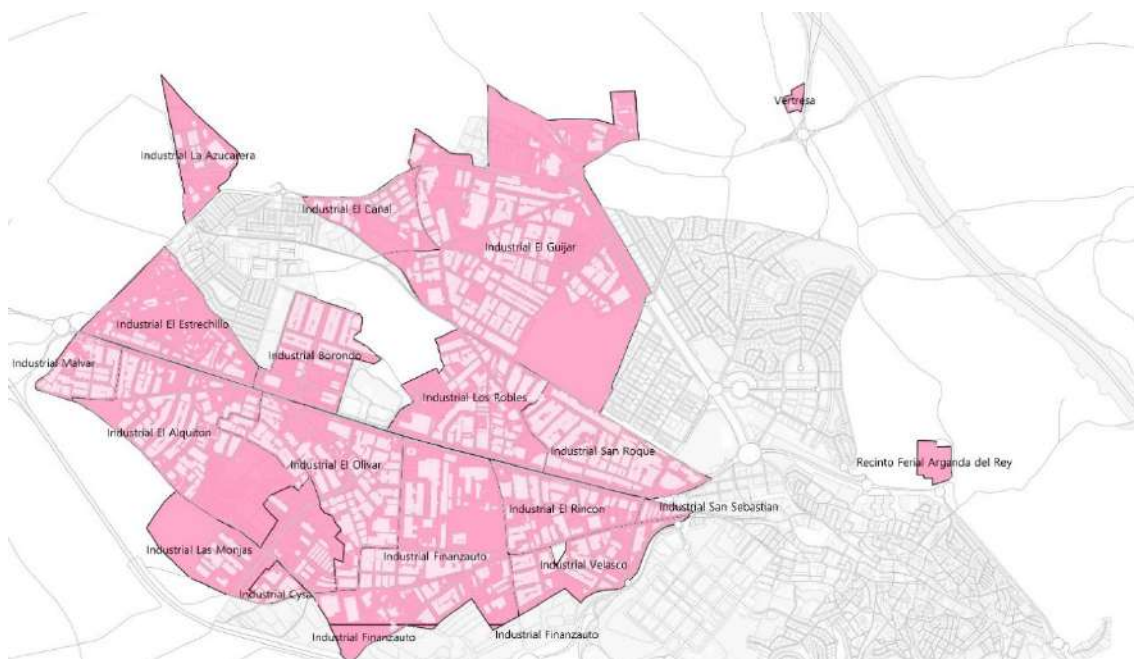 Vertresa
Industrial La Azucarera
Industrial El Cañal
Industrial El Guijar
Industrial El Estrechillo
Industrial Borondo
Industrial Malvar
Industrial Los Robles
Industrial El Alquiton
Industrial San Roque
Industrial El Olivar
Recinto Ferial Arganda del Rey
Industrial San Sebastian
Industrial El Rincon
Industrial Las Monjas
Industrial Finanzauto
Industrial Velasco
Industrial Cysa
Industrial Finanzauto
Industrial Finanzauto